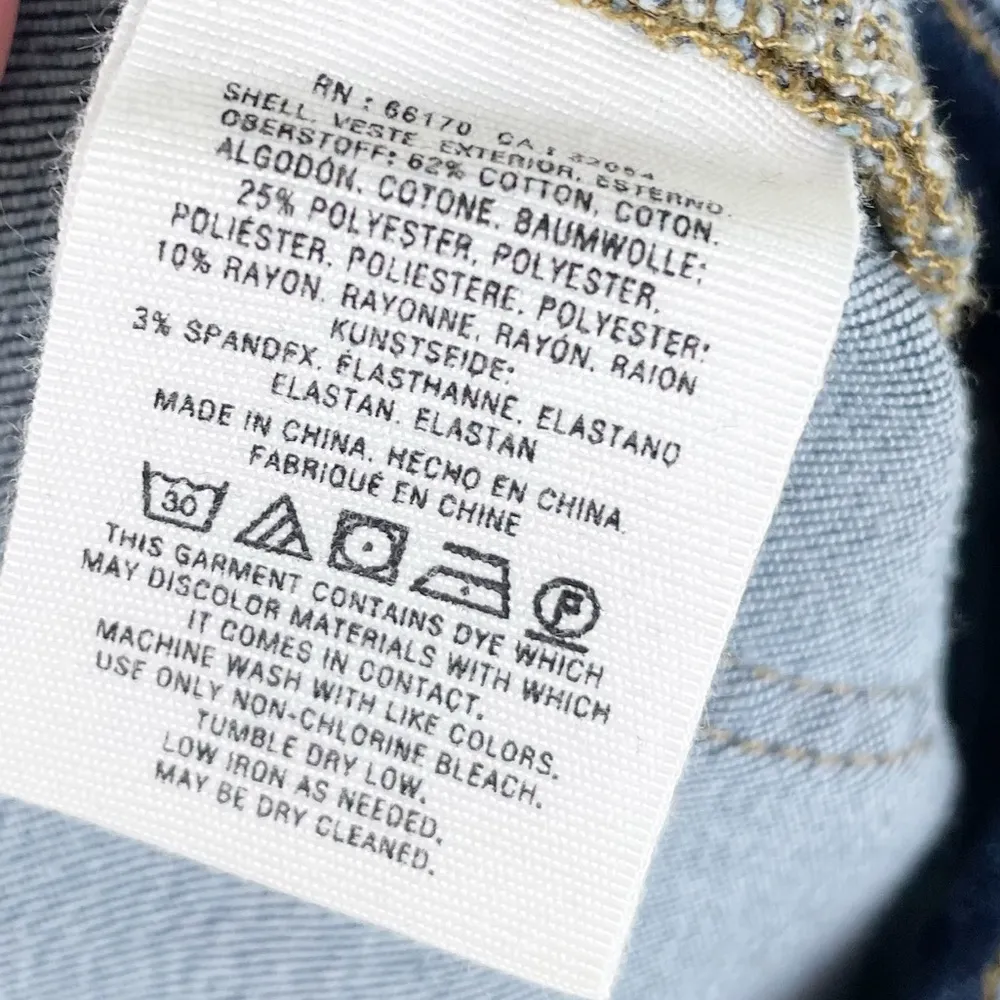 RN : 66170 CA : 32054
SHELL, VESTE EXTERIOR, ESTERNO,
OBERSTOFF: 62% COTTON, COTON,
ALGODÓN, COTONE, BAUMWOLLE;
25% POLYESTER, POLYESTER,
POLIÉSTER, POLIESTERE, POLYESTER;
10% RAYON, RAYONNE, RAYÓN, RAION
KUNSTSEIDE;
3% SPANDEX, ÉLASTHANNE, ELASTANO
ELASTAN, ELASTAN
MADE IN CHINA, HECHO EN CHINA,
FABRIQUÉ EN CHINE
30 P
THIS GARMENT CONTAINS DYE WHICH
MAY DISCOLOR MATERIALS WITH WHICH
IT COMES IN CONTACT.
MACHINE WASH WITH LIKE COLORS.
USE ONLY NON-CHLORINE BLEACH.
TUMBLE DRY LOW.
LOW IRON AS NEEDED.
MAY BE DRY CLEANED.